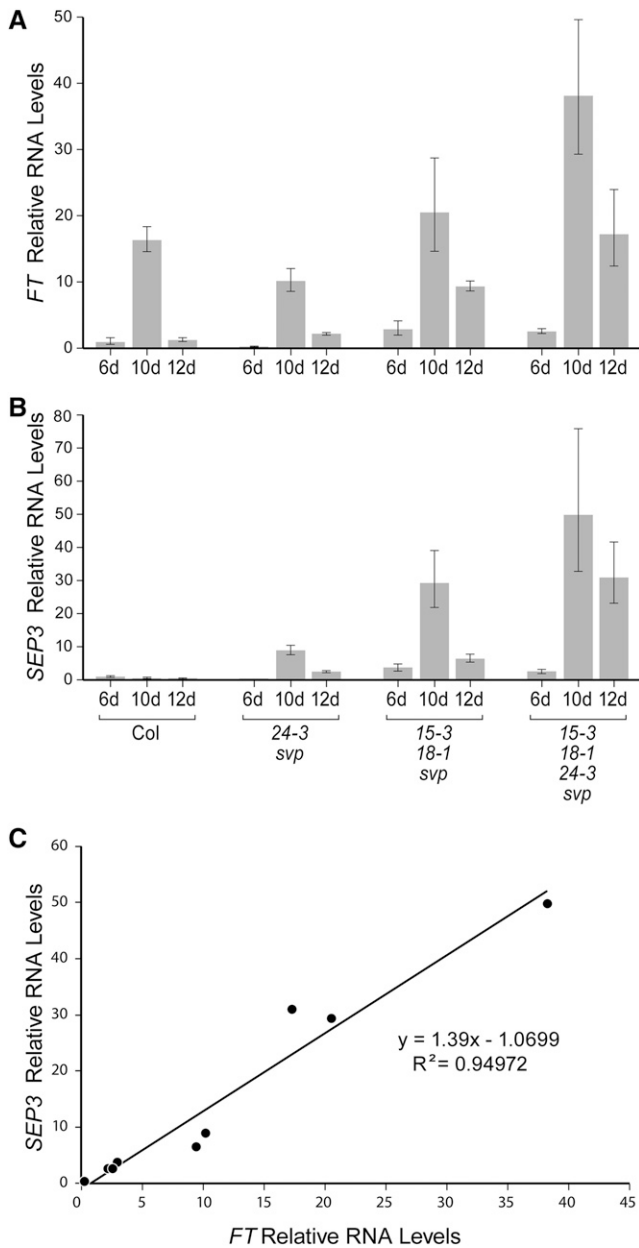 A
FT Relative RNA Levels
50
40
30
20
10
0
6d 10d 12d 6d 10d 12d 6d 10d 12d 6d 10d 12d
B
SEP3 Relative RNA Levels
80
70
60
50
40
30
20
10
0
6d 10d 12d 6d 10d 12d 6d 10d 12d 6d 10d 12d
Col
24-3
svp
15-3
18-1
svp
15-3
18-1
24-3
svp
C
SEP3 Relative RNA Levels
60
50
40
30
20
10
0
y = 1.39x - 1.0699
R² = 0.94972
0 5 10 15 20 25 30 35 40 45
FT Relative RNA Levels